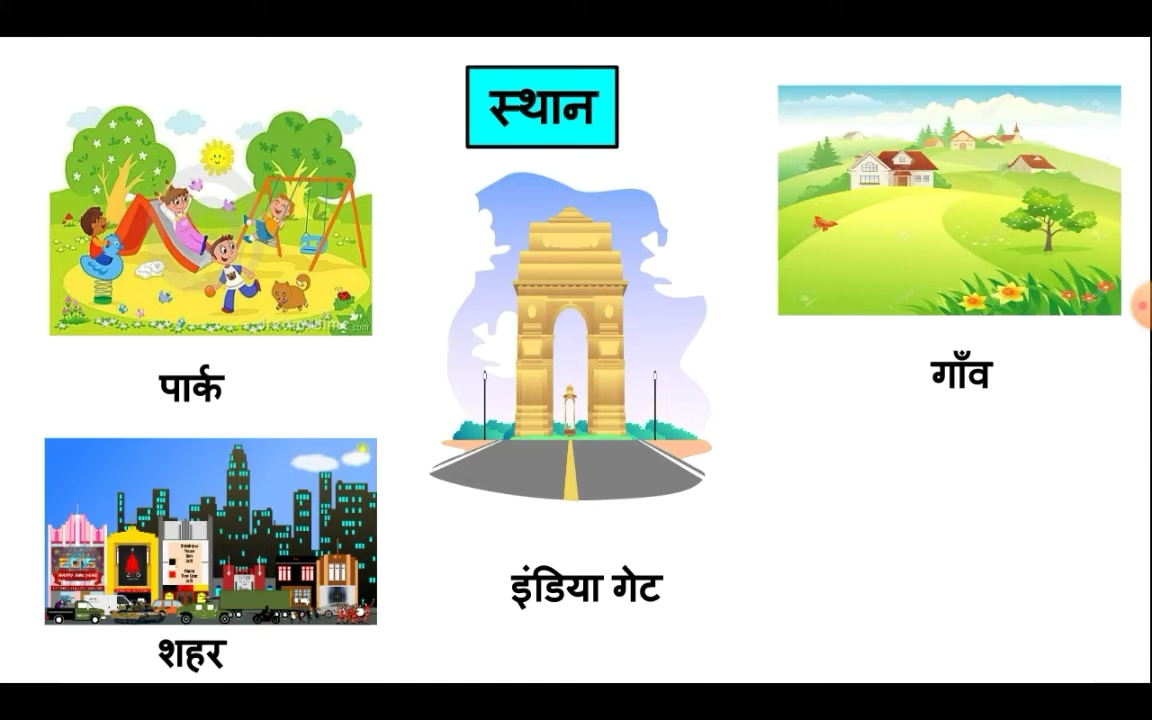 स्थान
पार्क
गाँव
इंडिया गेट
शहर